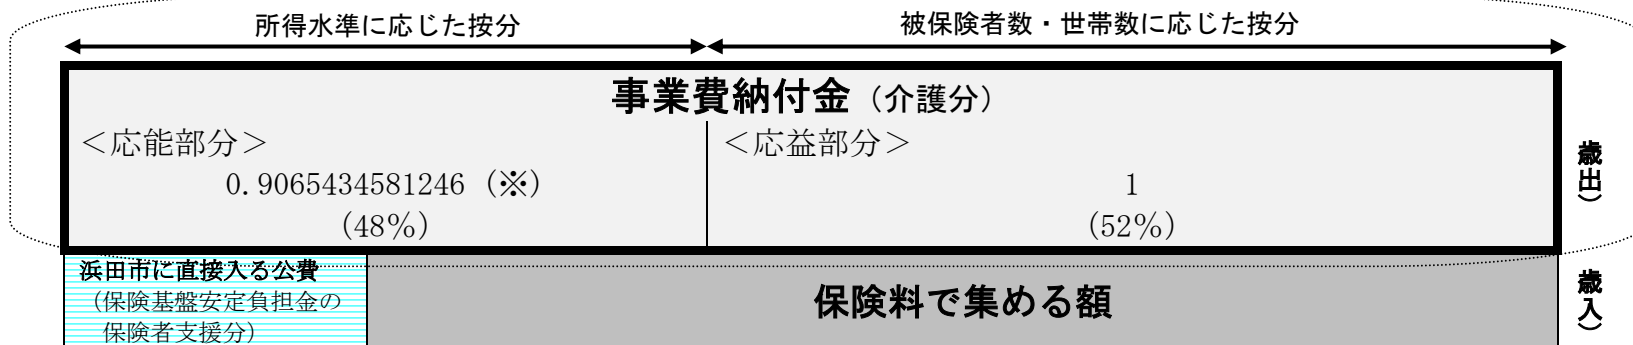 所得水準に応じた按分
被保険者数・世帯数に応じた按分
事業費納付金（介護分）
＜応能部分＞
0.9065434581246（※）
(48%)
＜応益部分＞
1
(52%)
歳出）
浜田市に直接入る公費
（保険基盤安定負担金の
保険者支援分）
保険料で集める額
歳入）